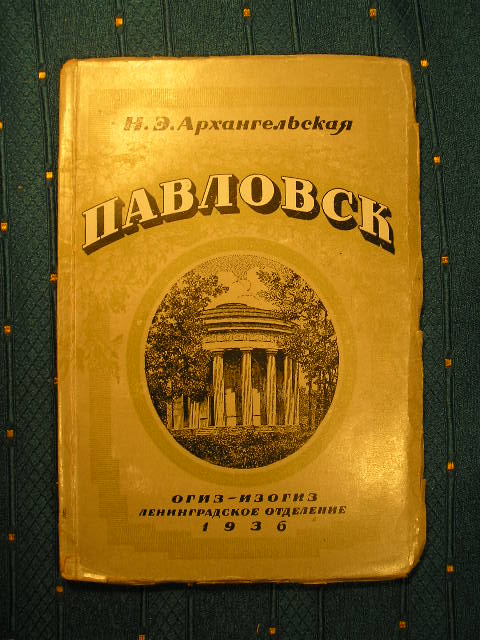 Н. Э. Архангельская
ПАВЛОВСК
ОГИЗ–ИЗОГИЗ
ЛЕНИНГРАДСКОЕ ОТДЕЛЕНИЕ
1936